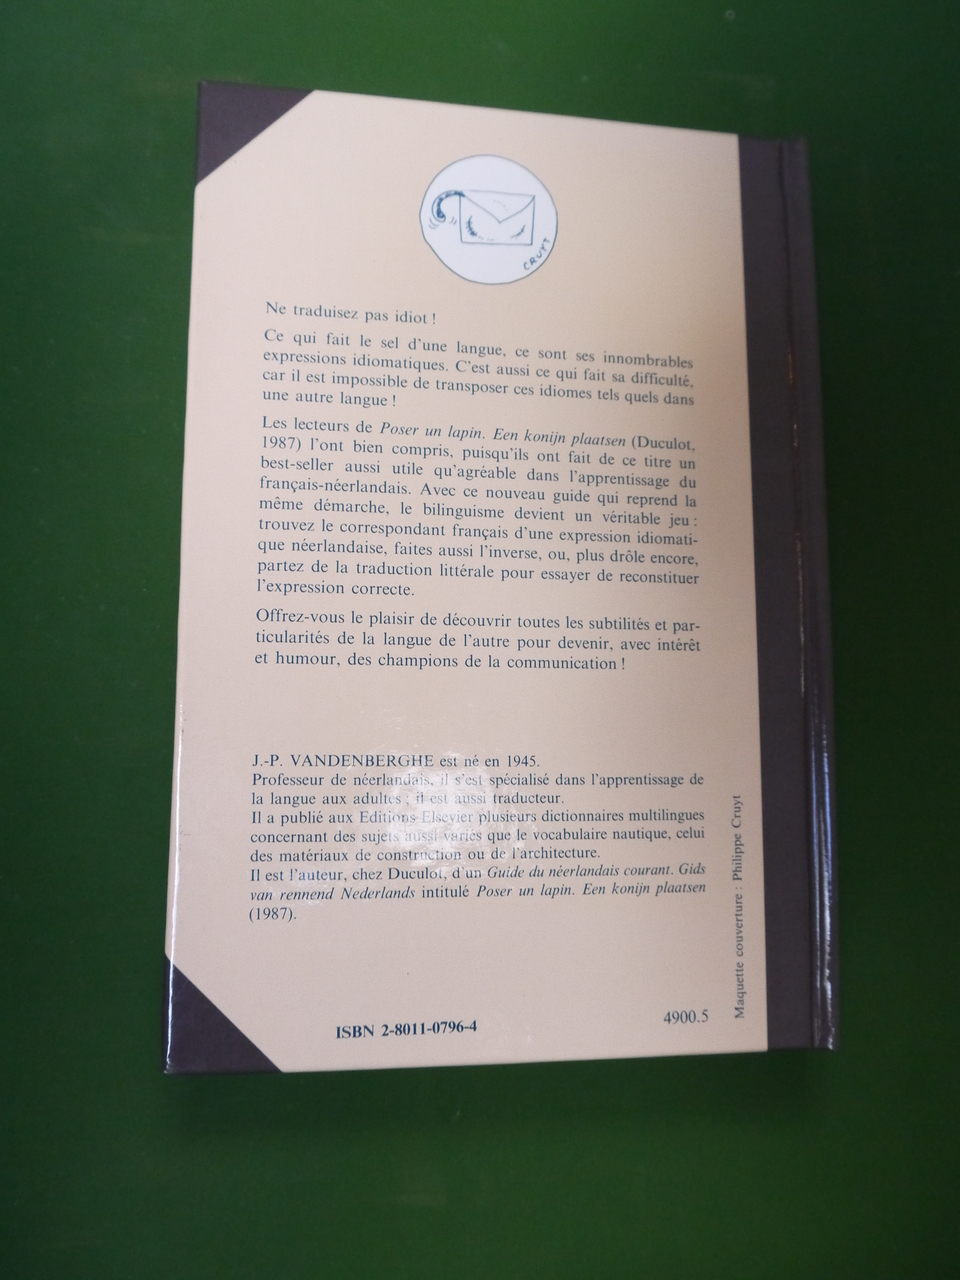 CRUYT
Ne traduisez pas idiot !
Ce qui fait le sel d'une langue, ce sont ses innombrables
expressions idiomatiques. C'est aussi ce qui fait sa difficulté,
car il est impossible de transposer ces idiomes tels quels dans
une autre langue !
Les lecteurs de Poser un lapin. Een konijn plaatsen (Duculot,
1987) l'ont bien compris, puisqu'ils ont fait de ce titre un
best-seller aussi utile qu'agréable dans l'apprentissage du
français-néerlandais. Avec ce nouveau guide qui reprend la
même démarche, le bilinguisme devient un véritable jeu :
trouvez le correspondant français d'une expression idiomati-
que néerlandaise, faites aussi l'inverse, ou, plus drôle encore,
partez de la traduction littérale pour essayer de reconstituer
l'expression correcte.
Offrez-vous le plaisir de découvrir toutes les subtilités et par-
ticularités de la langue de l'autre pour devenir, avec intérêt
et humour, des champions de la communication !
J.-P. VANDENBERGHE est né en 1945.
Professeur de néerlandais, il s'est spécialisé dans l'apprentissage de
la langue aux adultes ; il est aussi traducteur.
Il a publié aux Editions Elsevier plusieurs dictionnaires multilingues
concernant des sujets aussi variés que le vocabulaire nautique, celui
des matériaux de construction ou de l'architecture.
Il est l'auteur, chez Duculot, d'un Guide du néerlandais courant. Gids
van rennend Nederlands intitulé Poser un lapin. Een konijn plaatsen
(1987).
ISBN 2-8011-0796-4
4900.5
Maquette couverture : Philippe Cruyt